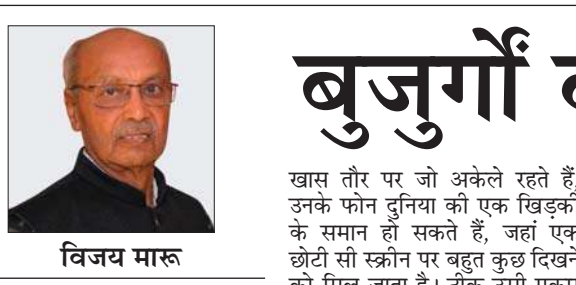 बुजुर्गों
विजय मारू
खास तौर पर जो अकेले रहते हैं,
उनके फोन दुनिया की एक खिड़की
के समान हो सकते हैं, जहां एक
छोटी सी स्क्रीन पर बहुत कुछ दिखने
को मिल जाता है। ठीक